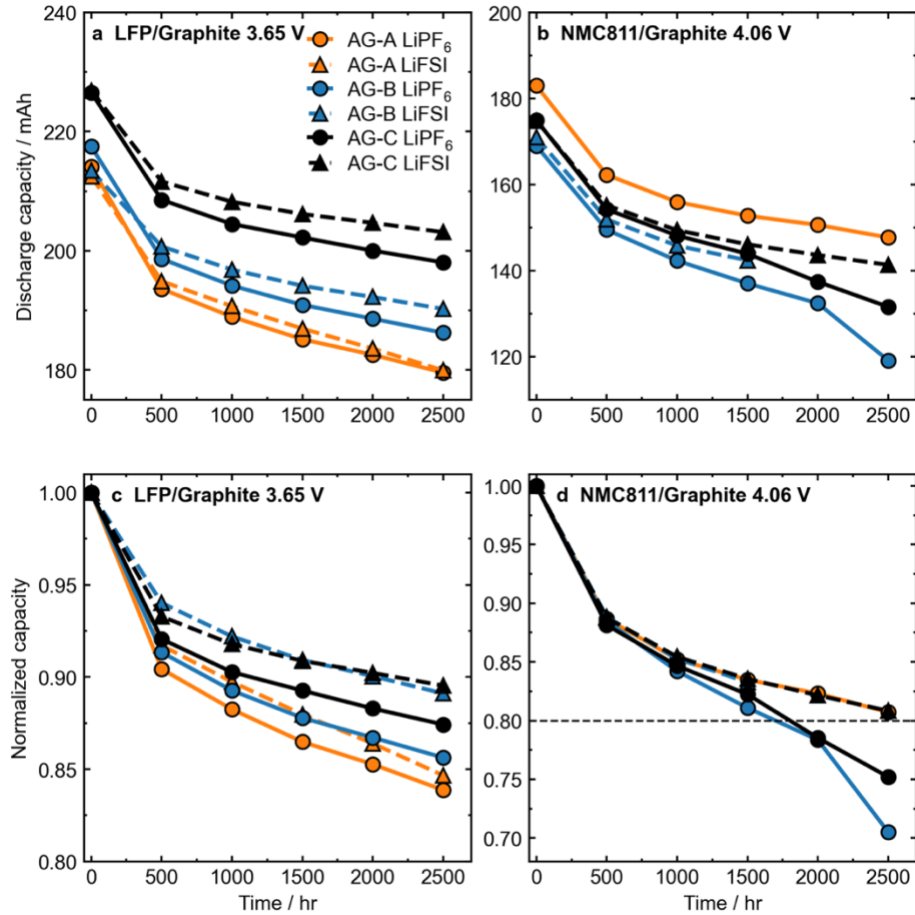 a LFP/Graphite 3.65 V
AG-A LiPF₆
AG-A LiFSI
AG-B LiPF₆
AG-B LiFSI
AG-C LiPF₆
AG-C LiFSI
Discharge capacity / mAh
220
200
180
0 500 1000 1500 2000 2500
b NMC811/Graphite 4.06 V
200
180
160
140
120
0 500 1000 1500 2000 2500
c LFP/Graphite 3.65 V
Normalized capacity
1.00
0.95
0.90
0.85
0.80
0 500 1000 1500 2000 2500
Time / hr
d NMC811/Graphite 4.06 V
1.00
0.95
0.90
0.85
0.80
0.75
0.70
0 500 1000 1500 2000 2500
Time / hr